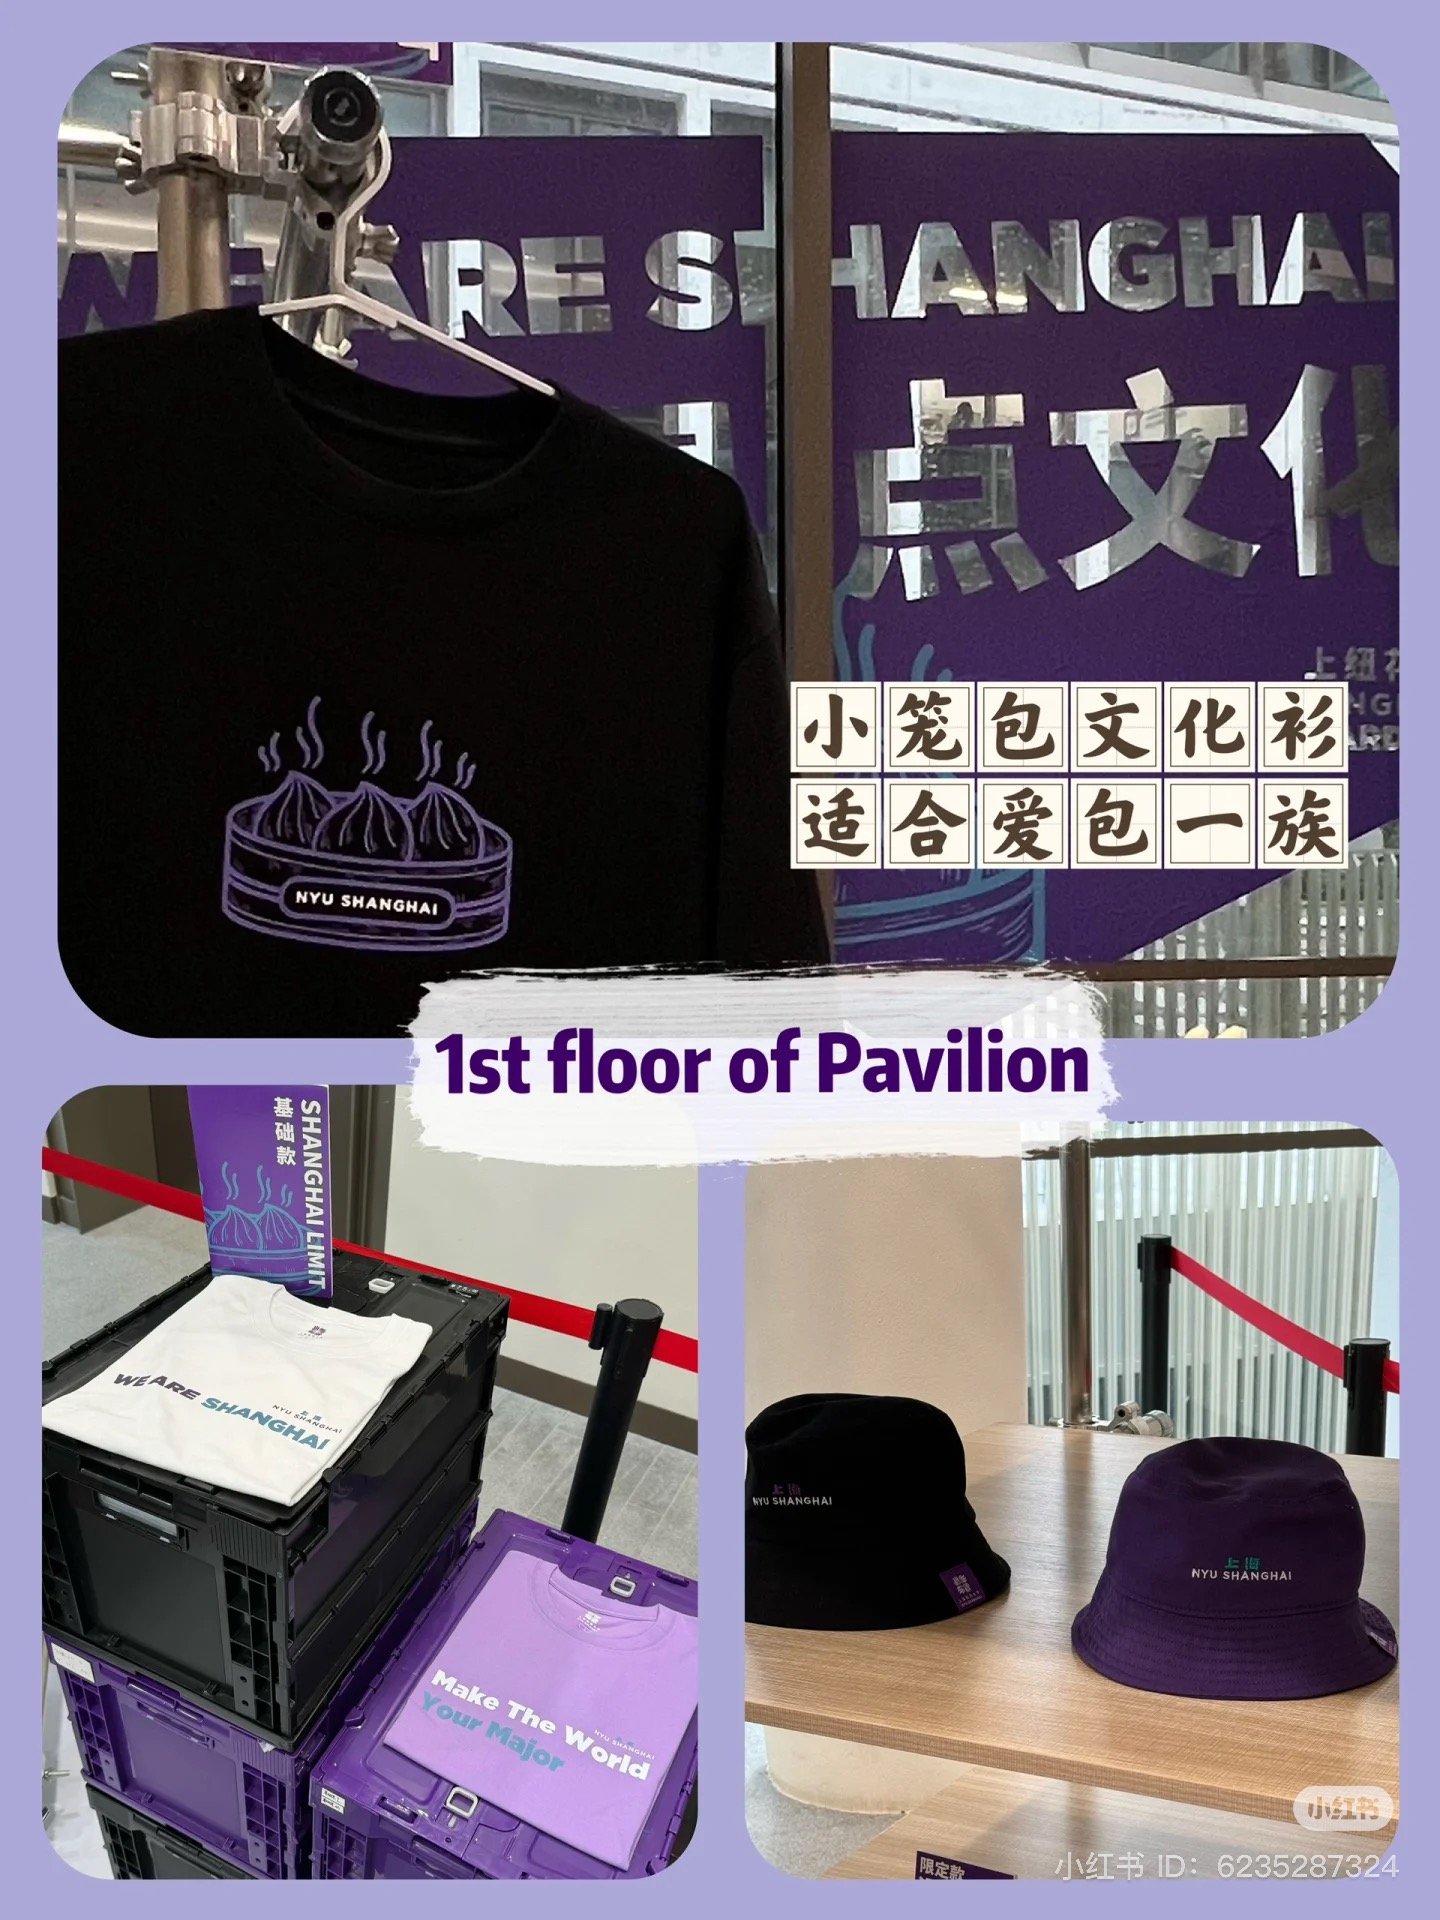 WE ARE SHANGHAI
点文化
上纽
小笼包文化衫
适合爱包一族
NYU SHANGHAI
1st floor of Pavilion
SHANGHAI LIMIT
基础款
WE ARE SHANGHAI
上海
NYU SHANGHAI
Make The World
Your Major
NYU SHANGHAI
上海
NYU SHANGHAI
上海
NYU SHANGHAI
限定款
小红书
小红书 ID: 6235287324